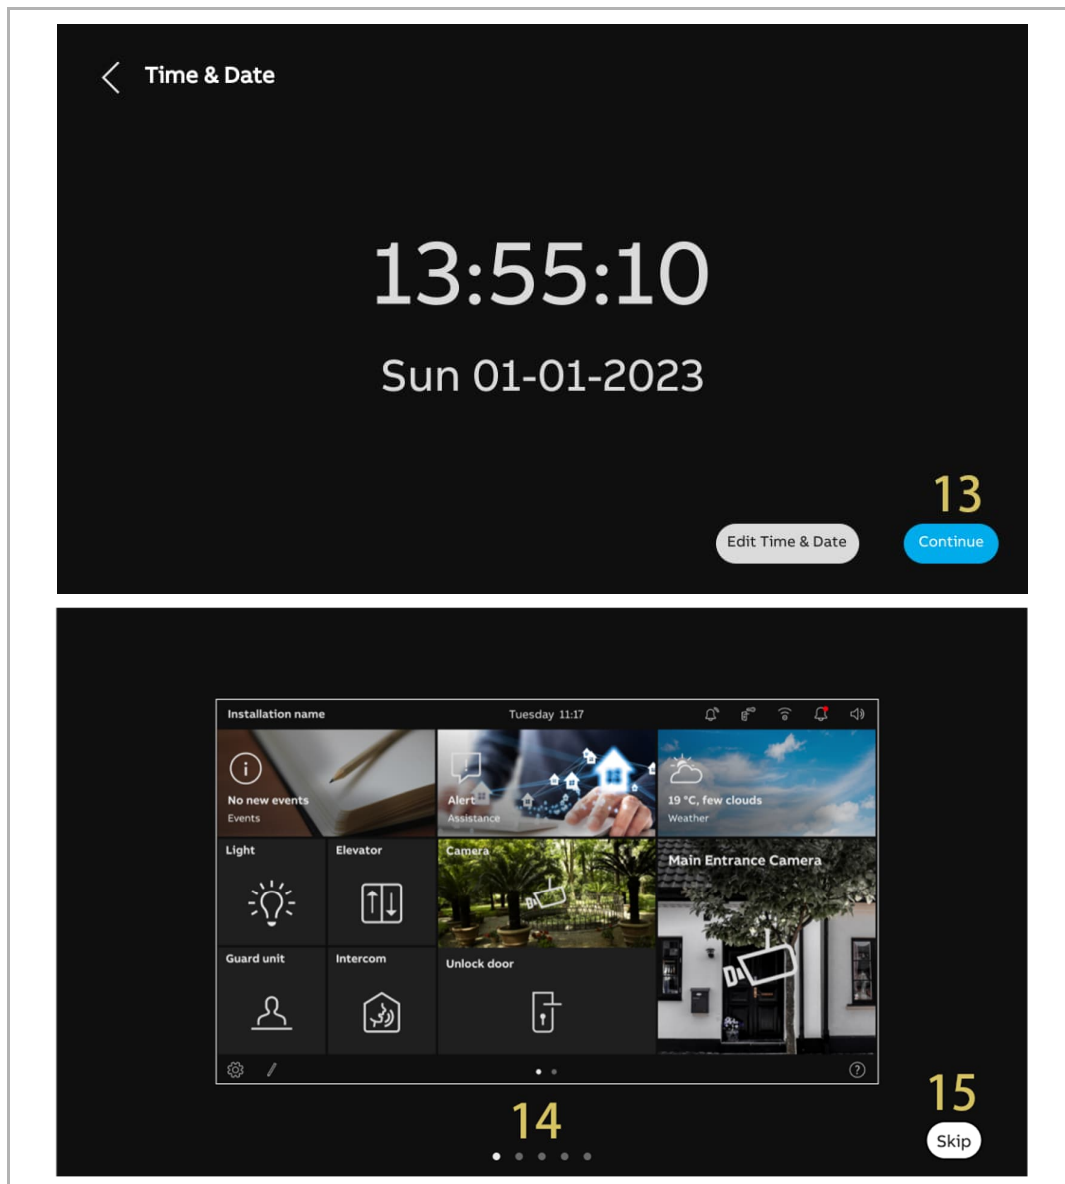 Time & Date
13:55:10
Sun 01-01-2023
13
Edit Time & Date
Continue
Installation name
Tuesday 11:17
No new events
Events
Alert
Assistance
19 °C, few clouds
Weather
Light
Elevator
Camera
Main Entrance Camera
Guard unit
Intercom
Unlock door
14
15
Skip